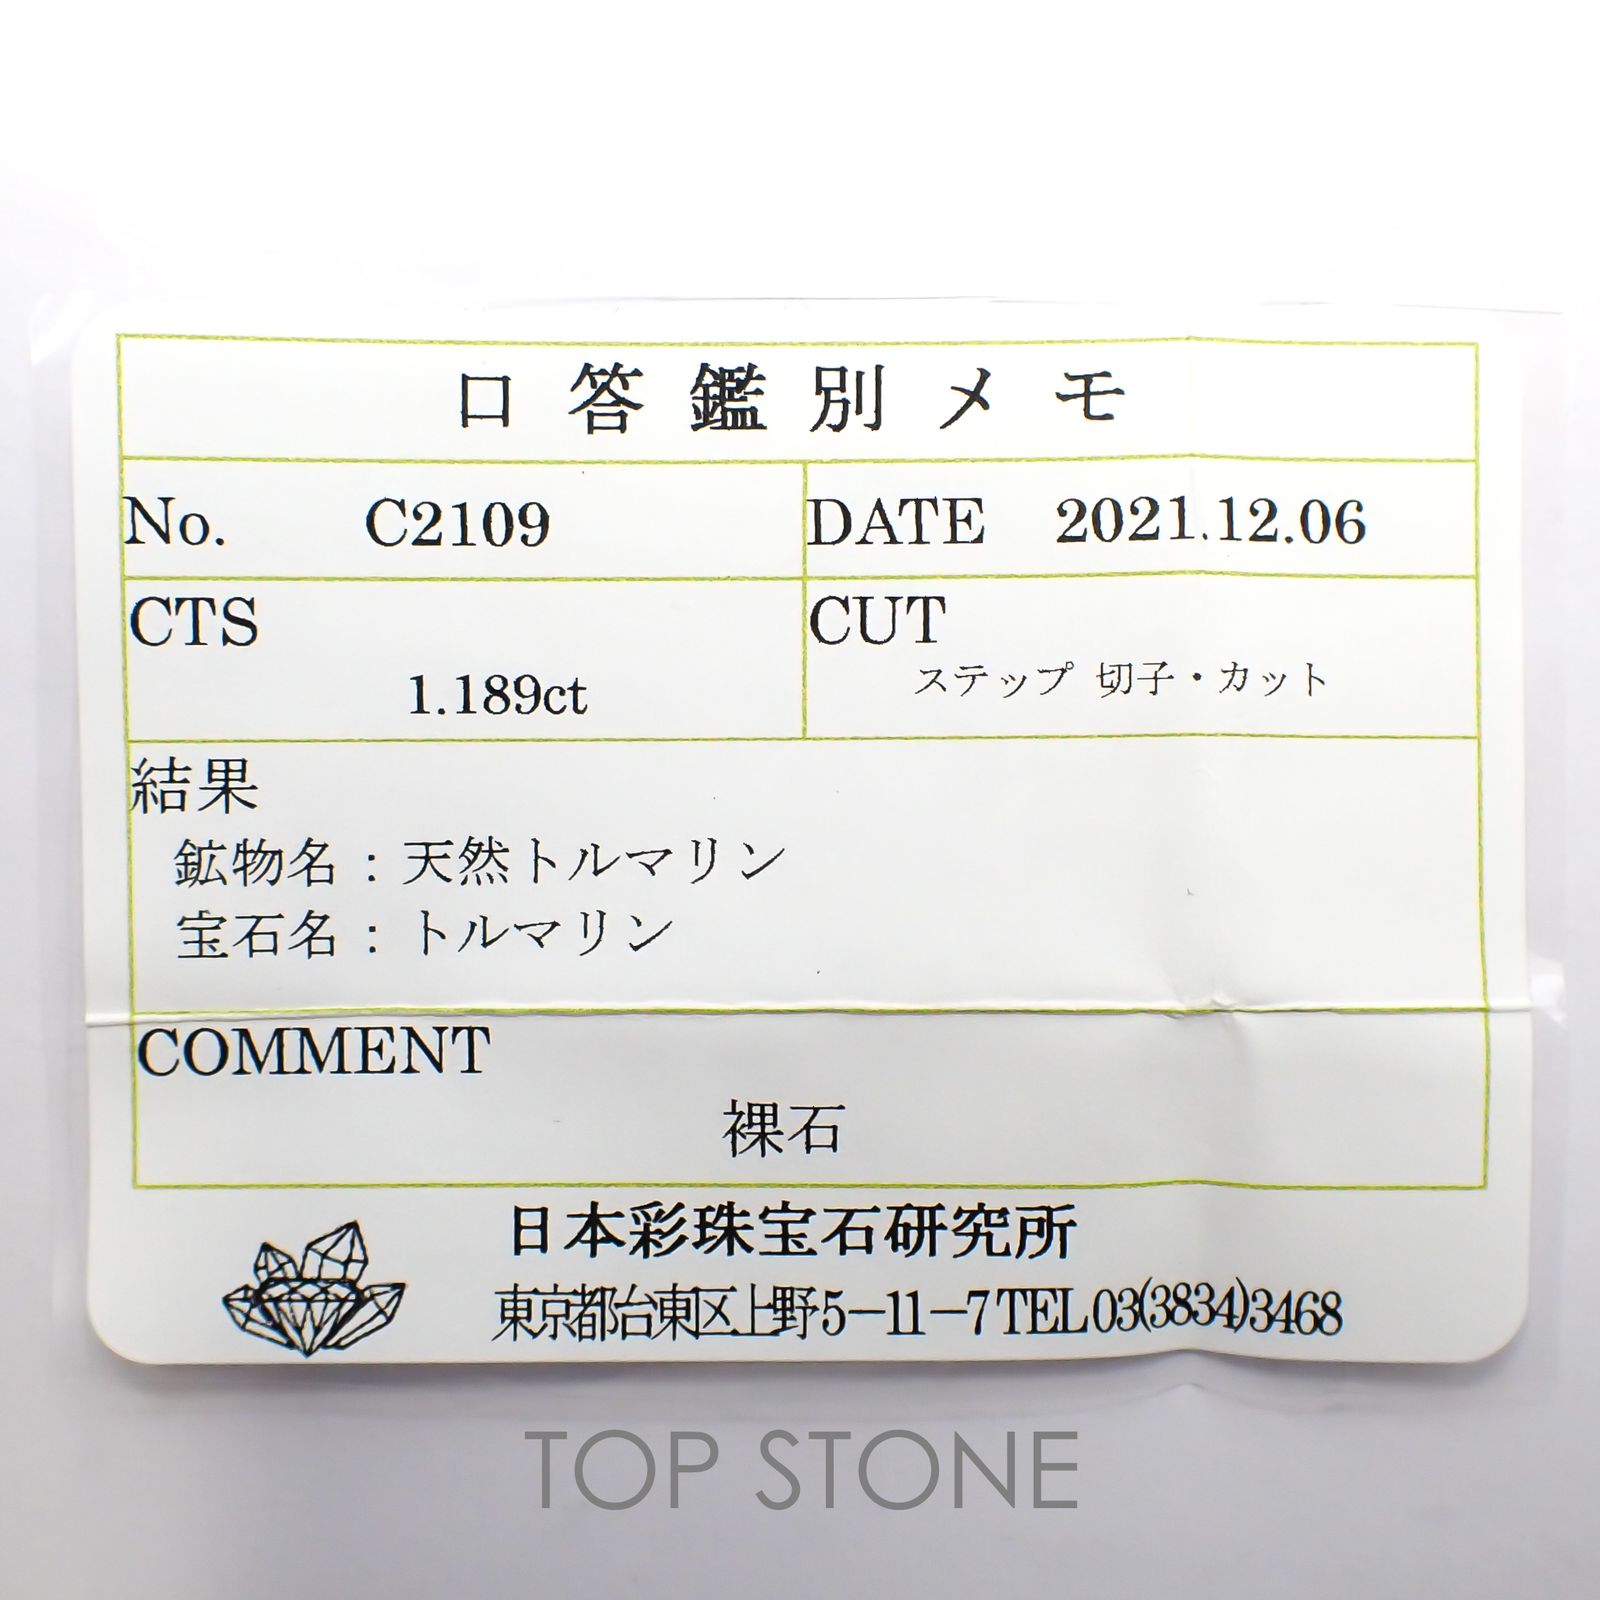 口答鑑別メモ
No. C2109 DATE 2021.12.06
CTS CUT
1.189ct ステップ 切子・カット
結果
鉱物名：天然トルマリン
宝石名：トルマリン
COMMENT
裸石
日本彩珠宝石研究所
東京都台東区上野5－11－7 TEL 03(3834)3468
TOP STONE